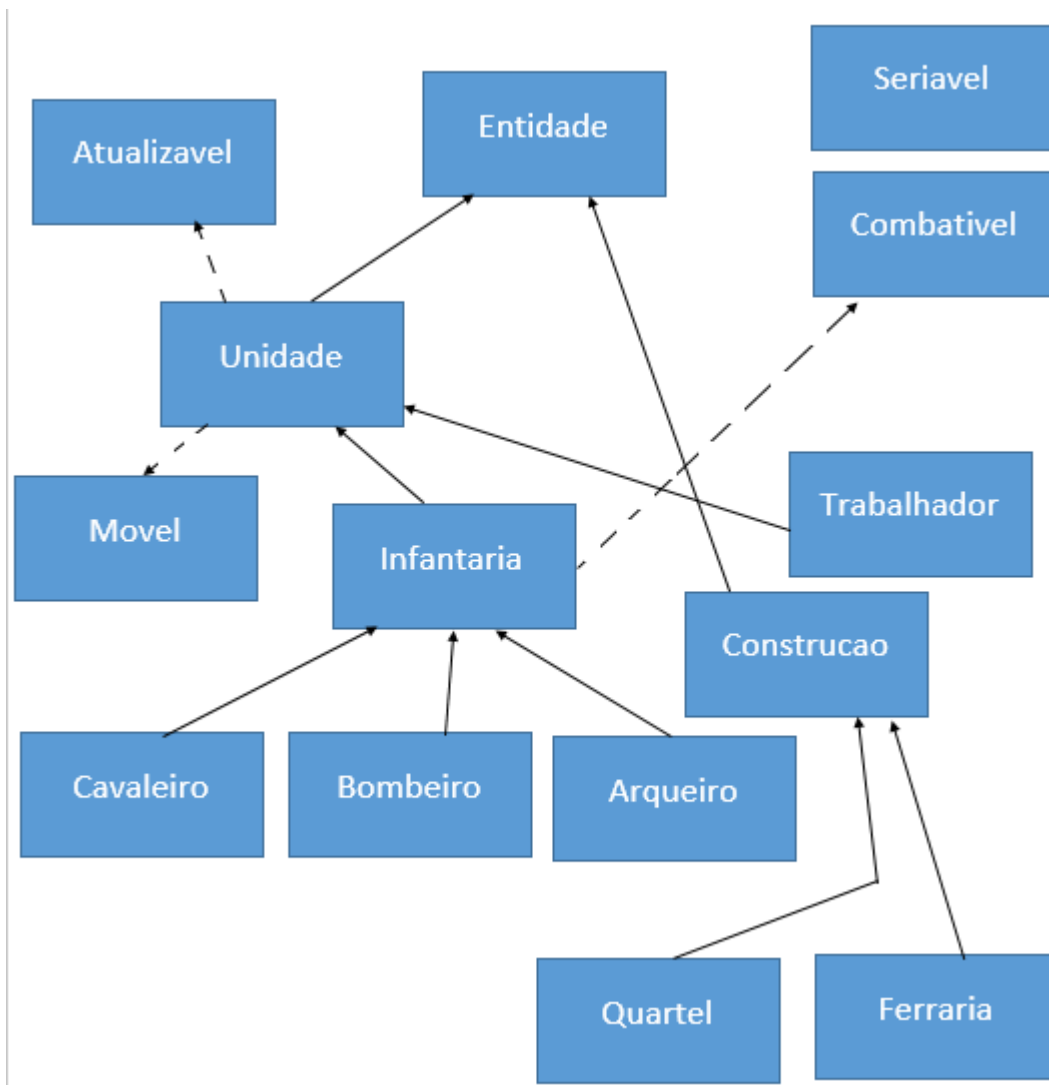 Seriavel
Entidade
Atualizavel
Combativel
Unidade
Trabalhador
Movel
Infantaria
Construcao
Cavaleiro
Bombeiro
Arqueiro
Quartel
Ferraria